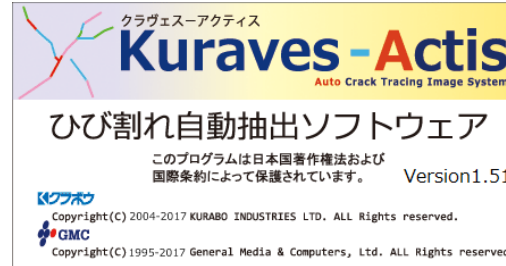 クラヴェスーアクティス
Kuraves-Actis
Auto Crack Tracing Image System
ひび割れ自動抽出ソフトウェア
このプログラムは日本国著作権法および
国際条約によって保護されています。
Version1.51
クラボウ
Copyright(C) 2004-2017 KURABO INDUSTRIES LTD. ALL Rights reserved.
GMC
Copyright(C) 1995-2017 General Media & Computers, Ltd. ALL Rights reserved